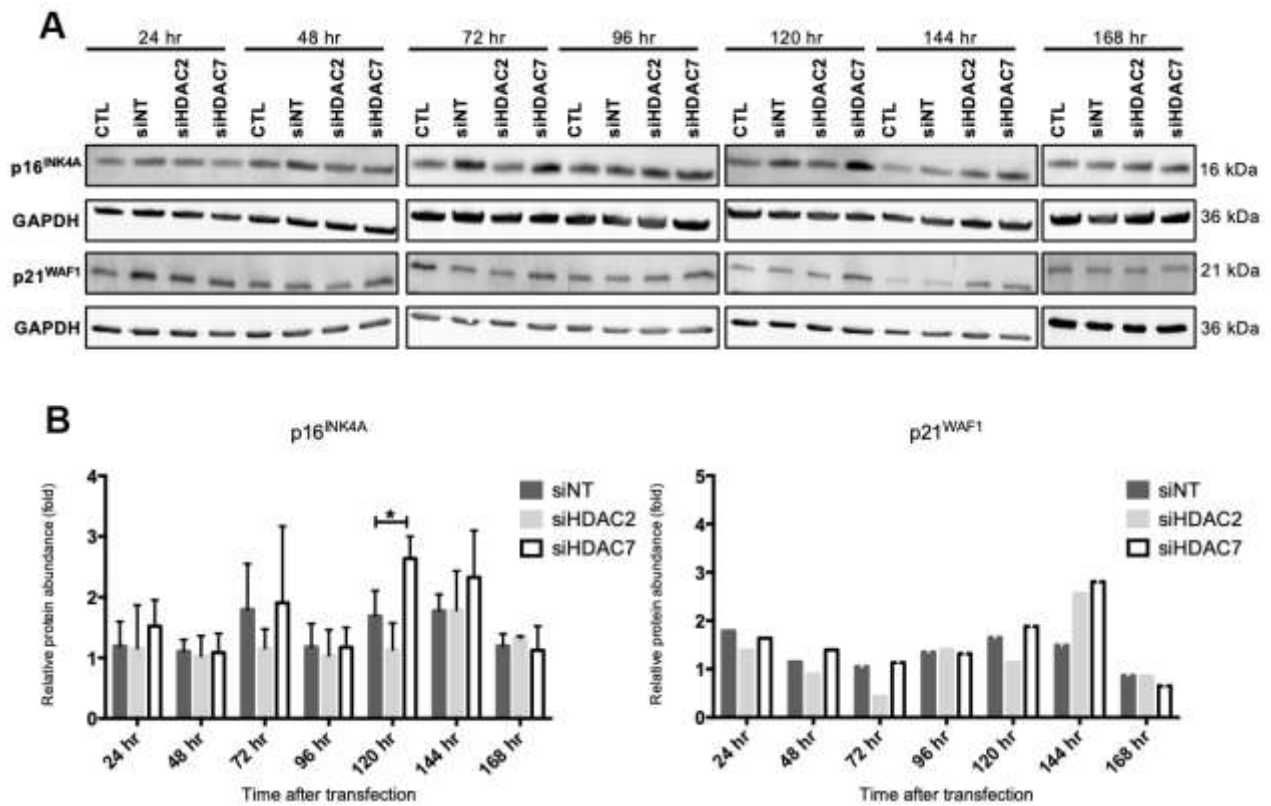 A
24 hr 48 hr 72 hr 96 hr 120 hr 144 hr 168 hr
CTL siNT siHDAC2 siHDAC7 CTL siNT siHDAC2 siHDAC7 CTL siNT siHDAC2 siHDAC7 CTL siNT siHDAC2 siHDAC7 CTL siNT siHDAC2 siHDAC7 CTL siNT siHDAC2 siHDAC7 CTL siNT siHDAC2 siHDAC7
p16INK4A 16 kDa
GAPDH 36 kDa
p21WAF1 21 kDa
GAPDH 36 kDa
B
p16INK4A
Relative protein abundance (fold)
4
3
2
1
0
*
siNT
siHDAC2
siHDAC7
24 hr 48 hr 72 hr 96 hr 120 hr 144 hr 168 hr
Time after transfection
p21WAF1
Relative protein abundance (fold)
5
4
3
2
1
0
siNT
siHDAC2
siHDAC7
24 hr 48 hr 72 hr 96 hr 120 hr 144 hr 168 hr
Time after transfection